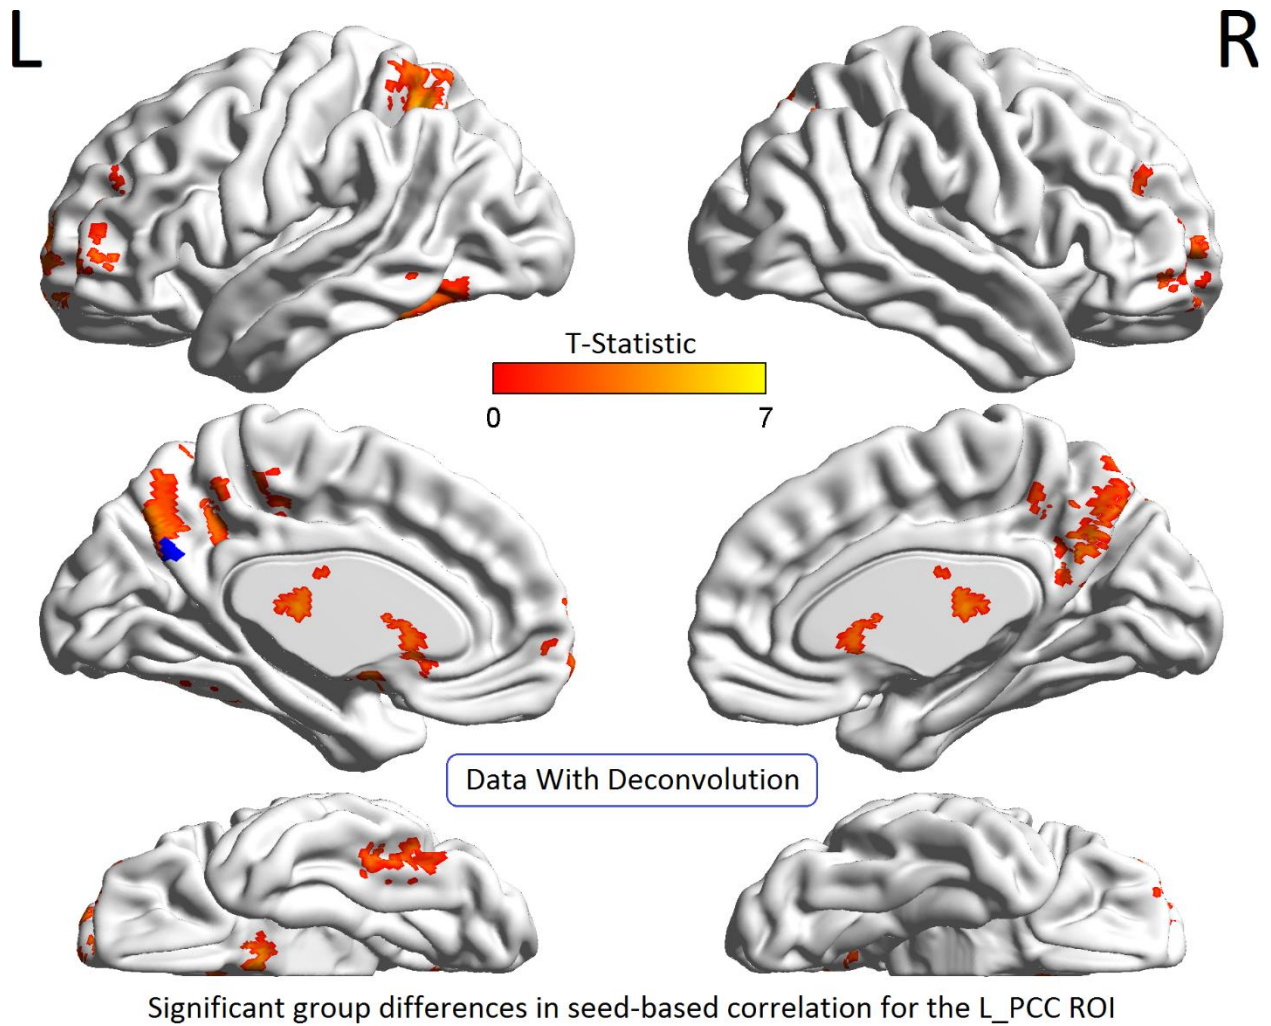 L
R
T-Statistic
0 7
Data With Deconvolution
Significant group differences in seed-based correlation for the L_PCC ROI